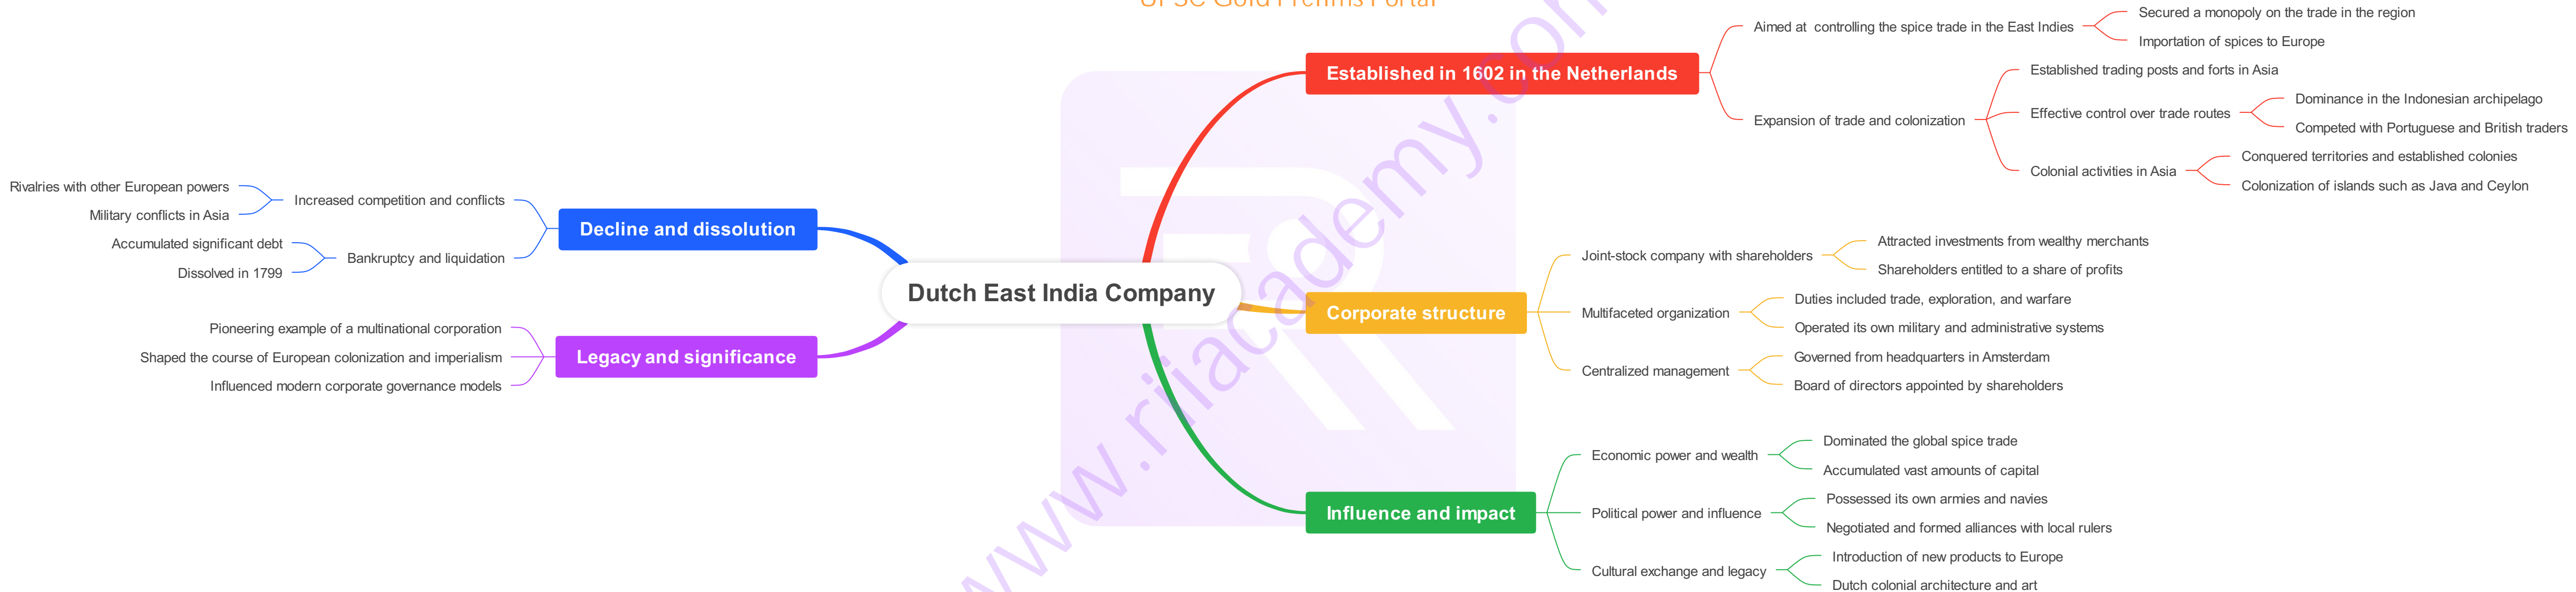 UPSC Gold Prelims Portal
Dutch East India Company
Established in 1602 in the Netherlands
Aimed at  controlling the spice trade in the East Indies
Secured a monopoly on the trade in the region
Importation of spices to Europe
Expansion of trade and colonization
Established trading posts and forts in Asia
Effective control over trade routes
Dominance in the Indonesian archipelago
Competed with Portuguese and British traders
Colonial activities in Asia
Conquered territories and established colonies
Colonization of islands such as Java and Ceylon
Corporate structure
Joint-stock company with shareholders
Attracted investments from wealthy merchants
Shareholders entitled to a share of profits
Multifaceted organization
Duties included trade, exploration, and warfare
Operated its own military and administrative systems
Centralized management
Governed from headquarters in Amsterdam
Board of directors appointed by shareholders
Influence and impact
Economic power and wealth
Dominated the global spice trade
Accumulated vast amounts of capital
Political power and influence
Possessed its own armies and navies
Negotiated and formed alliances with local rulers
Cultural exchange and legacy
Introduction of new products to Europe
Dutch colonial architecture and art
Decline and dissolution
Increased competition and conflicts
Rivalries with other European powers
Military conflicts in Asia
Bankruptcy and liquidation
Accumulated significant debt
Dissolved in 1799
Legacy and significance
Pioneering example of a multinational corporation
Shaped the course of European colonization and imperialism
Influenced modern corporate governance models